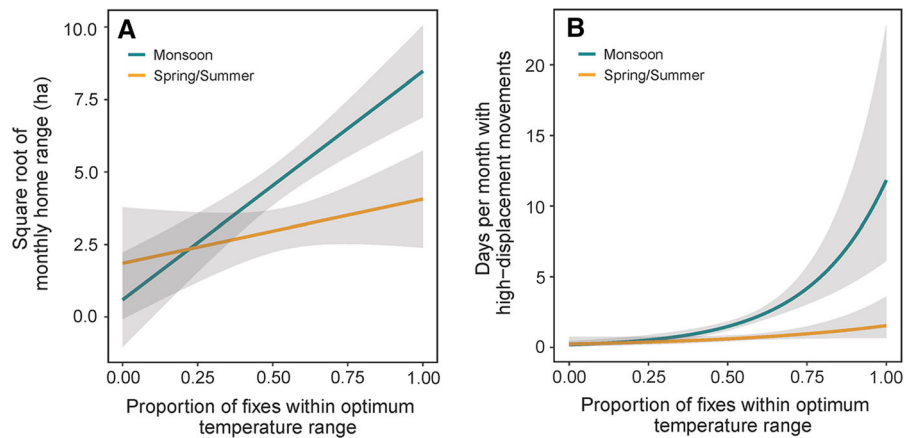 A
Monsoon
Spring/Summer
10.0
7.5
5.0
2.5
0.0
Square root of
monthly home range (ha)
0.00
0.25
0.50
0.75
1.00
Proportion of fixes within optimum
temperature range
B
Monsoon
Spring/Summer
20
15
10
5
0
Days per month with
high−displacement movements
0.00
0.25
0.50
0.75
1.00
Proportion of fixes within optimum
temperature range